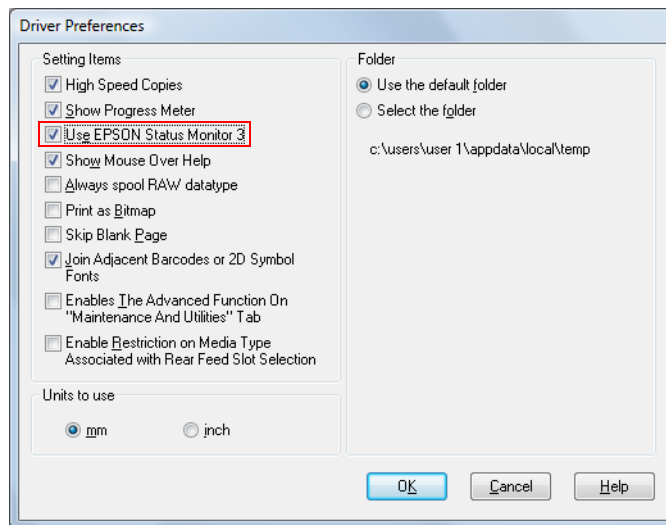 Driver Preferences
Setting Items
High Speed Copies
Show Progress Meter
Use EPSON Status Monitor 3
Show Mouse Over Help
Always spool RAW datatype
Print as Bitmap
Skip Blank Page
Join Adjacent Barcodes or 2D Symbol
Fonts
Enables The Advanced Function On
"Maintenance And Utilities" Tab
Enable Restriction on Media Type
Associated with Rear Feed Slot Selection
Units to use
mm
inch
Folder
Use the default folder
Select the folder
c:\users\user 1\appdata\local\temp
OK
Cancel
Help